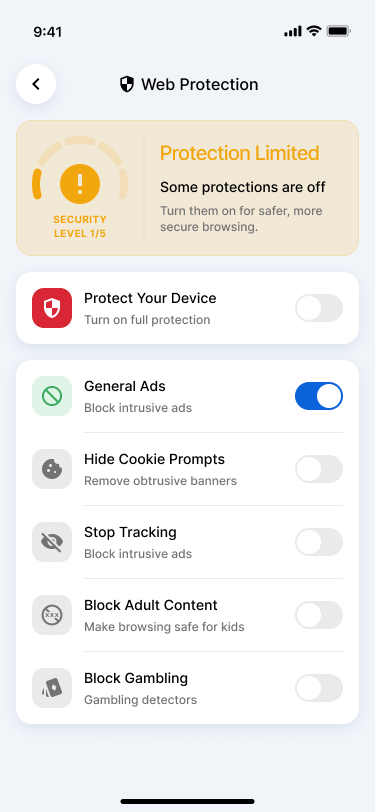 9:41
Web Protection
SECURITY
LEVEL 1/5
Protection Limited
Some protections are off
Turn them on for safer, more
secure browsing.
Protect Your Device
Turn on full protection
General Ads
Block intrusive ads
Hide Cookie Prompts
Remove obtrusive banners
Stop Tracking
Block intrusive ads
xxx
Block Adult Content
Make browsing safe for kids
Block Gambling
Gambling detectors